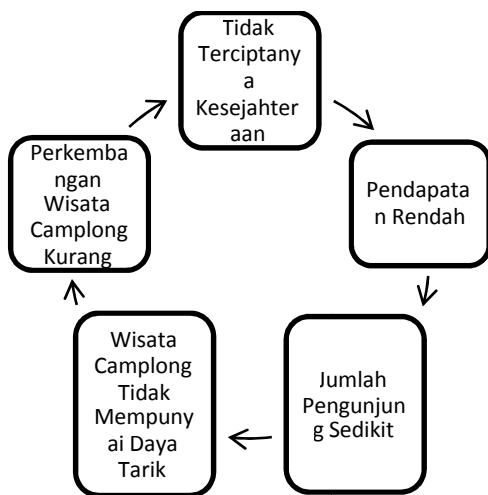 Tidak
Terciptany
a
Kesejahter
aan
Pendapata
n Rendah
Jumlah
Pengunjun
g Sedikit
Wisata
Camplong
Tidak
Mempuny
ai Daya
Tarik
Perkemba
ngan
Wisata
Camplong
Kurang